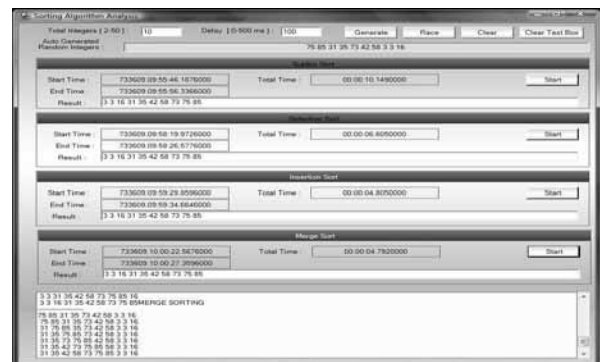 Sorting Algorithm Analysis
Total Integers [ 2-50 ] : 10 Delay [ 0-500 ms ] : 100 Generate Race Clear Clear Text Box
Auto Generated
Random Integers : 75 85 31 35 73 42 58 3 3 16
Bubble Sort
Start Time : 733609.09:55:46.1876000 Total Time : 00:00:10.1490000 Start
End Time : 733609.09:55:56.3366000
Result : 3 3 16 31 35 42 58 73 75 85
Selection Sort
Start Time : 733609.09:58:19.9726000 Total Time : 00:00:06.6050000 Start
End Time : 733609.09:58:26.5776000
Result : 3 3 16 31 35 42 58 73 75 85
Insertion Sort
Start Time : 733609.09:59:29.8596000 Total Time : 00:00:04.8050000 Start
End Time : 733609.09:59:34.6646000
Result : 3 3 16 31 35 42 58 73 75 85
Merge Sort
Start Time : 733609.10:00:22.5676000 Total Time : 00:00:04.7920000 Start
End Time : 733609.10:00:27.3596000
Result : 3 3 16 31 35 42 58 73 75 85
3 3 31 35 42 58 73 75 85 16
3 3 16 31 35 42 58 73 75 85MERGE SORTING
75 85 31 35 73 42 58 3 3 16
75 85 31 35 73 42 58 3 3 16
31 75 85 35 73 42 58 3 3 16
31 35 75 85 73 42 58 3 3 16
31 35 73 75 85 42 58 3 3 16
31 35 42 73 75 85 58 3 3 16
31 35 42 58 73 75 85 3 3 16